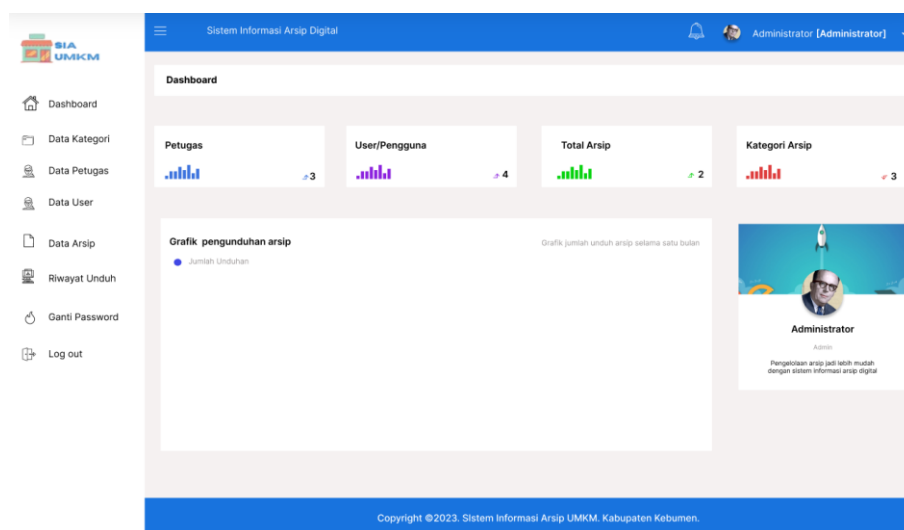 SIA
UMKM
Sistem Informasi Arsip Digital
Administrator [Administrator]
Dashboard
Data Kategori
Data Petugas
Data User
Data Arsip
Riwayat Unduh
Ganti Password
Log out
Dashboard
Petugas
3
User/Pengguna
4
Total Arsip
2
Kategori Arsip
3
Grafik pengunduhan arsip
Grafik jumlah unduh arsip selama satu bulan
Jumlah Unduhan
Administrator
Admin
Pengelolaan arsip jadi lebih mudah
dengan sistem informasi arsip digital
Copyright ©2023. SIstem Informasi Arsip UMKM. Kabupaten Kebumen.